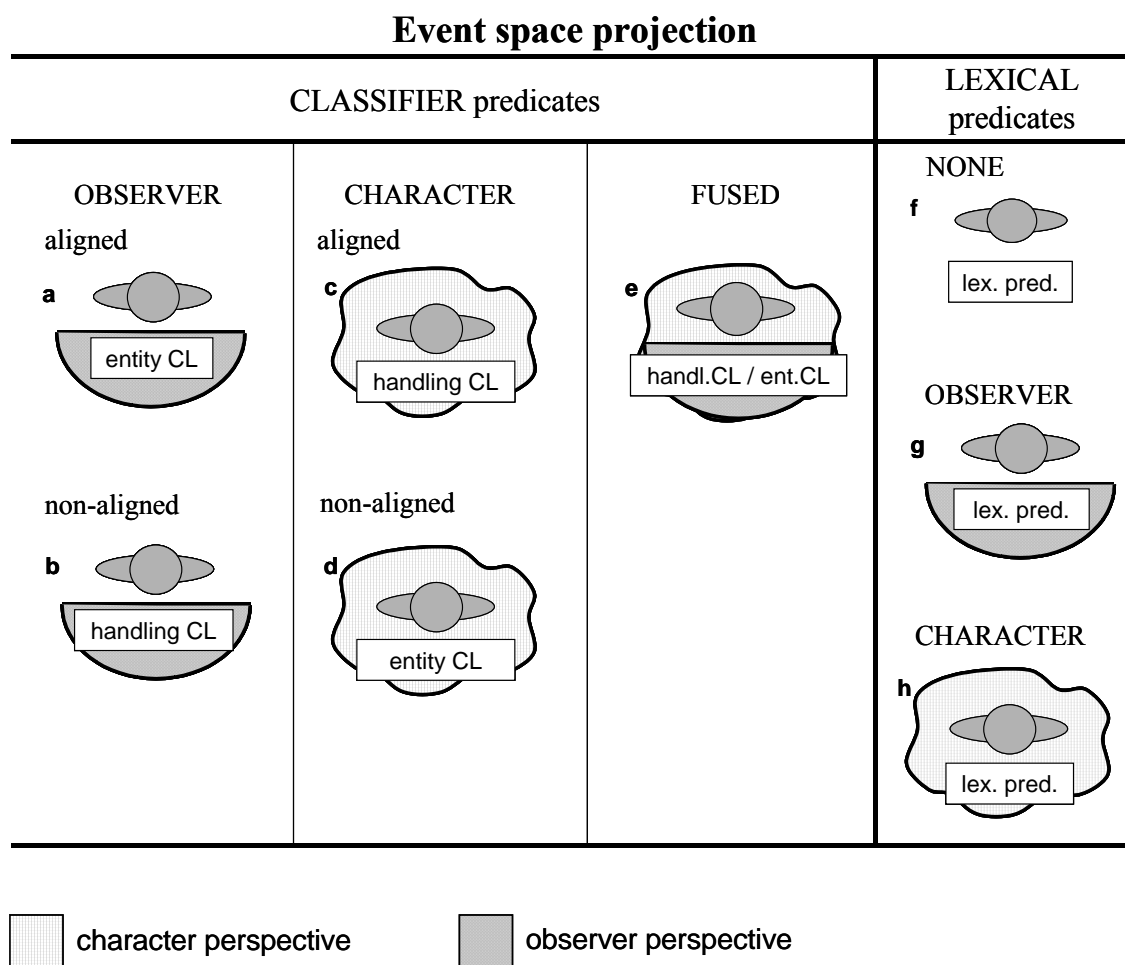 Event space projection
CLASSIFIER predicates
LEXICAL
predicates
OBSERVER
aligned
a
entity CL
non-aligned
b
handling CL
CHARACTER
aligned
c
handling CL
non-aligned
d
entity CL
FUSED
e
handl.CL / ent.CL
NONE
f
lex. pred.
OBSERVER
g
lex. pred.
CHARACTER
h
lex. pred.
character perspective
observer perspective